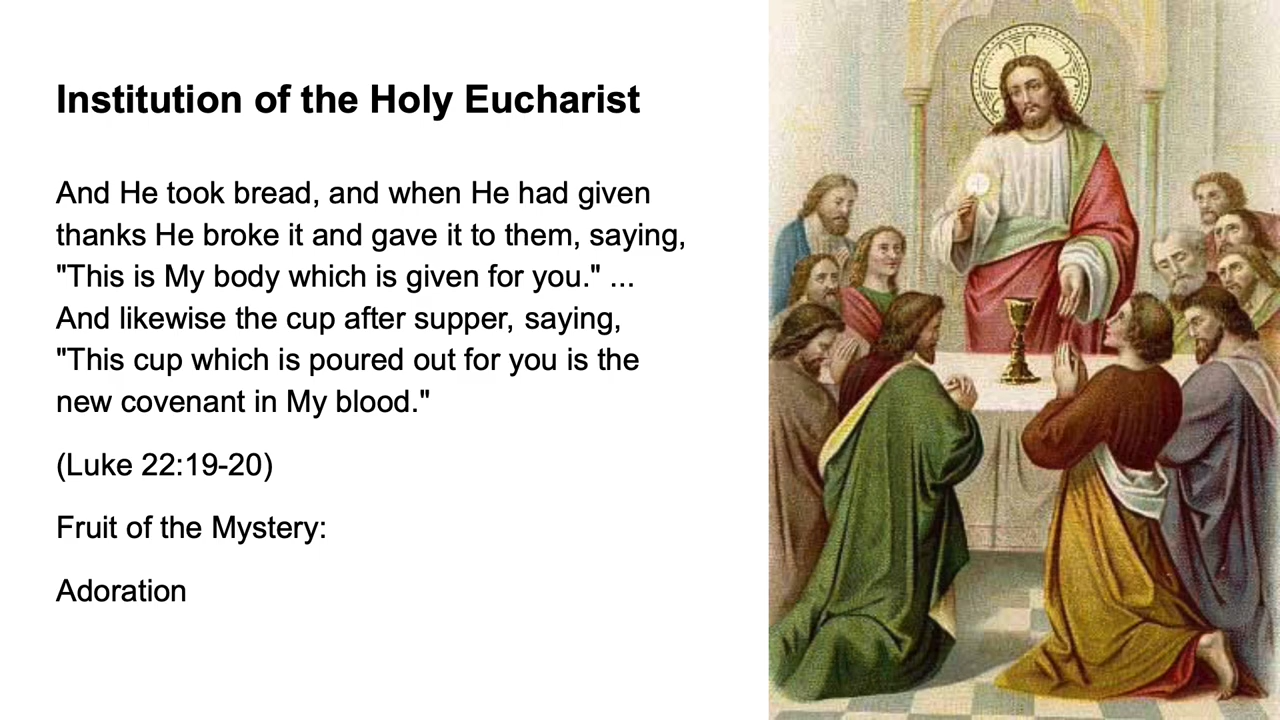 Institution of the Holy Eucharist
And He took bread, and when He had given
thanks He broke it and gave it to them, saying,
"This is My body which is given for you." ...
And likewise the cup after supper, saying,
"This cup which is poured out for you is the
new covenant in My blood."
(Luke 22:19-20)
Fruit of the Mystery:
Adoration